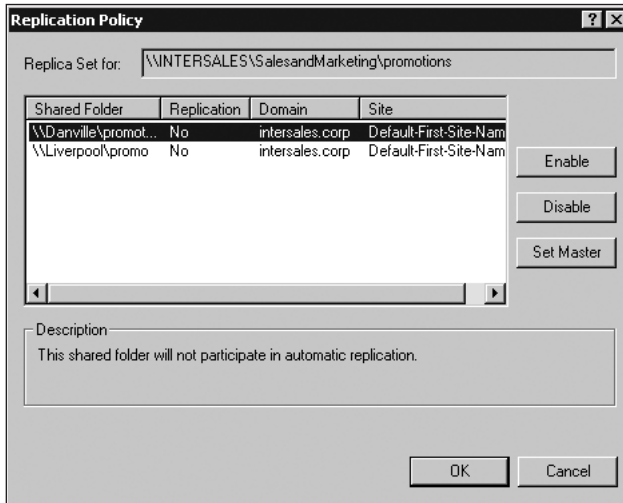 Replication Policy
Replica Set for: \\INTERSALES\SalesandMarketing\promotions
Shared Folder Replication Domain Site
\\Danville\promot... No intersales.corp Default-First-Site-Nam
\\Liverpool\promo No intersales.corp Default-First-Site-Nam
Enable
Disable
Set Master
Description
This shared folder will not participate in automatic replication.
OK Cancel